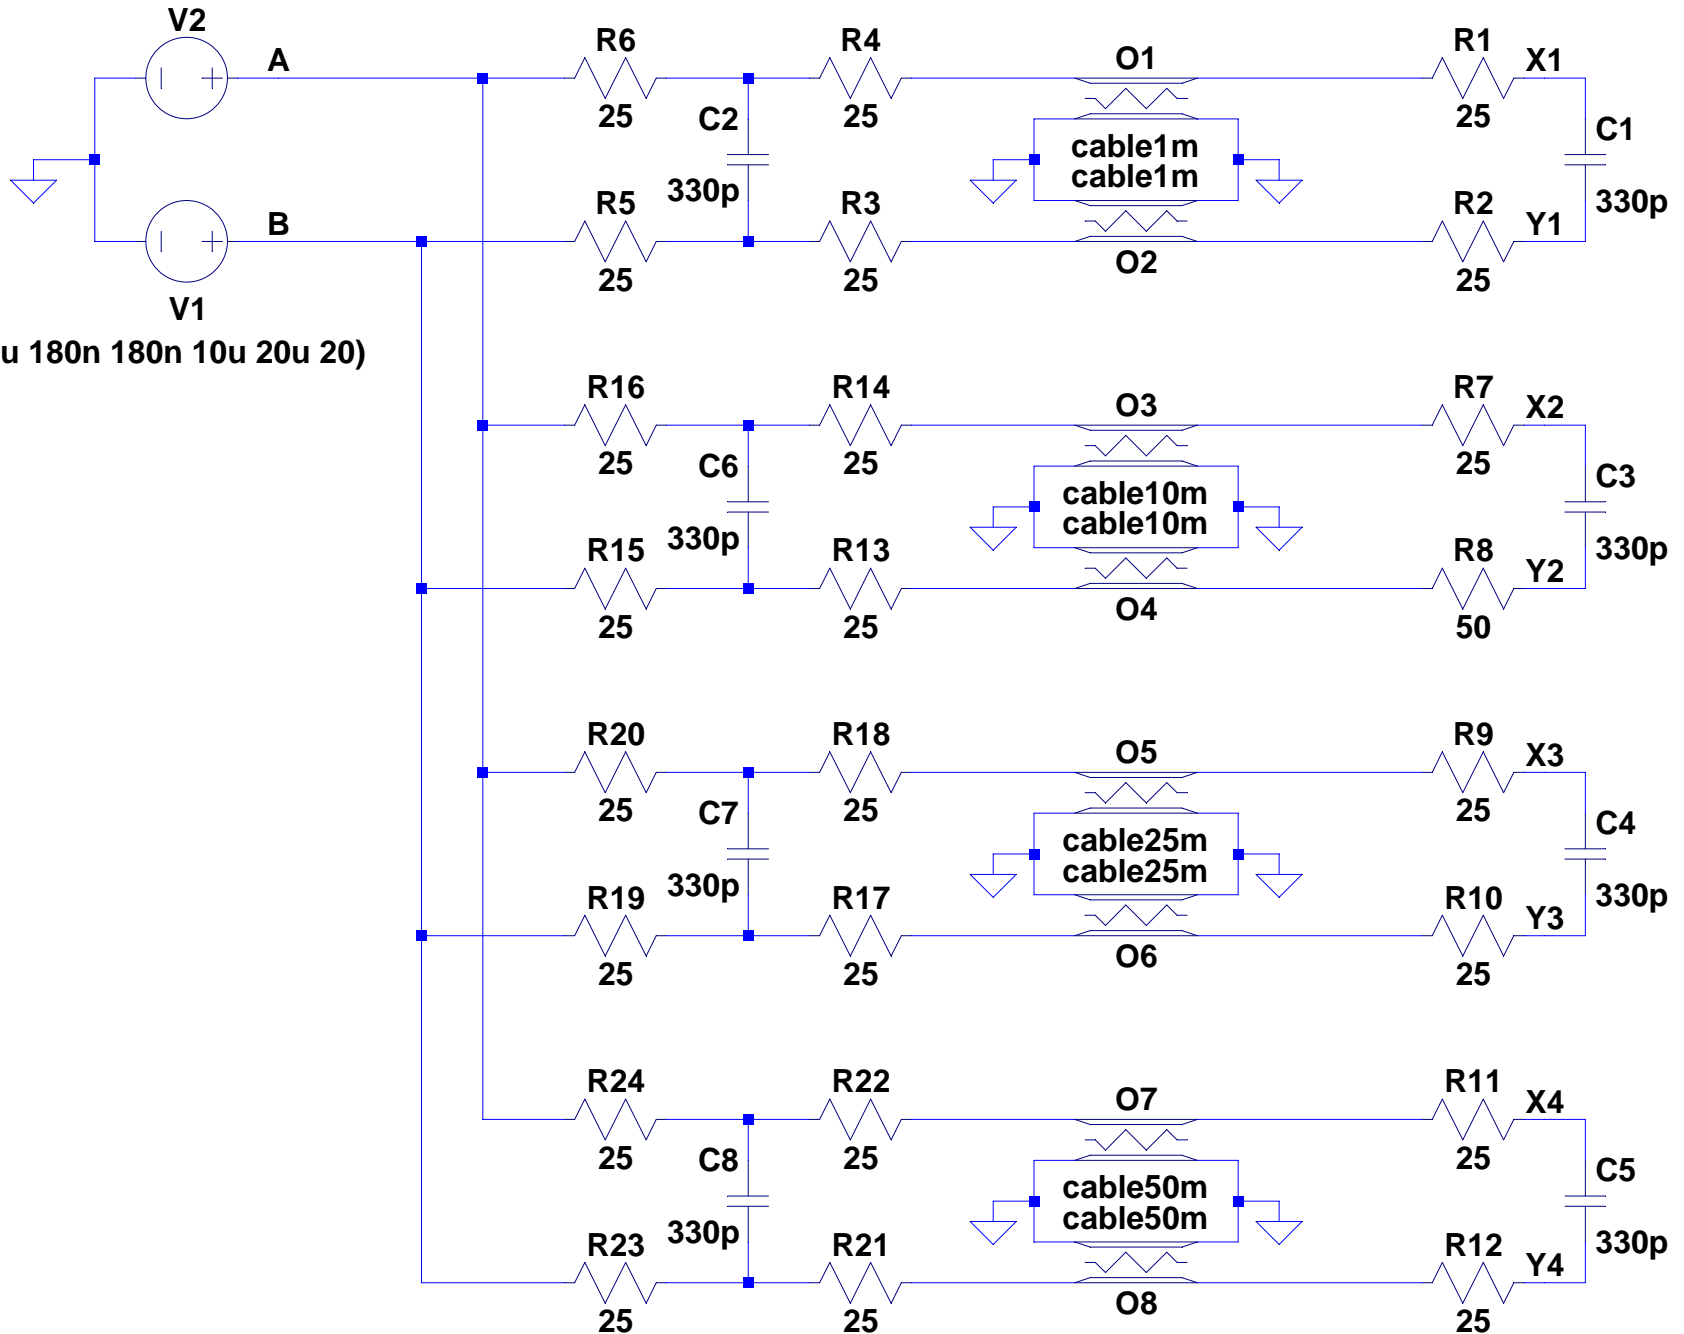 V2
A
R6
25
C2
330p
R4
25
O1
cable1m
cable1m
R1
25
X1
C1
330p
V1
B
R5
25
R3
25
O2
R2
25
Y1
u 180n 180n 10u 20u 20)
R16
25
C6
330p
R14
25
O3
cable10m
cable10m
R7
25
X2
C3
330p
R15
25
R13
25
O4
R8
50
Y2
R20
25
C7
330p
R18
25
O5
cable25m
cable25m
R9
25
X3
C4
330p
R19
25
R17
25
O6
R10
25
Y3
R24
25
C8
330p
R22
25
O7
cable50m
cable50m
R11
25
X4
C5
330p
R23
25
R21
25
O8
R12
25
Y4